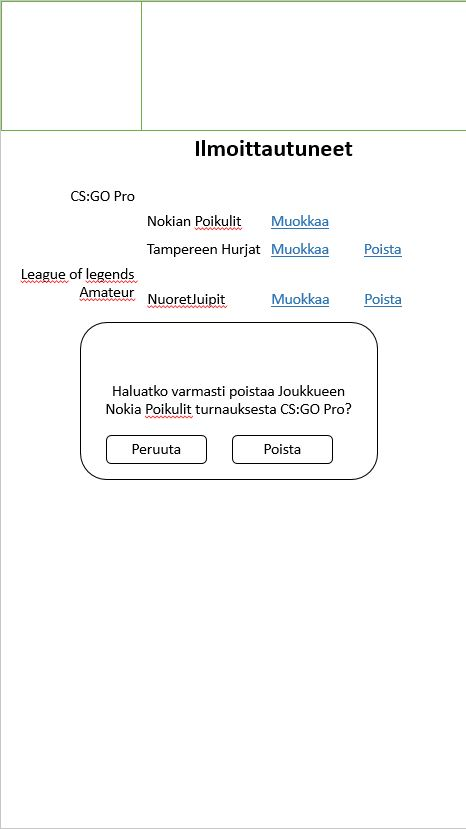 Ilmoittautuneet
CS:GO Pro
Nokian Poikulit Muokkaa
Tampereen Hurjat Muokkaa Poista
League of legends
Amateur
NuoretJuipit Muokkaa Poista
Haluatko varmasti poistaa Joukkueen
Nokia Poikulit turnauksesta CS:GO Pro?
Peruuta Poista